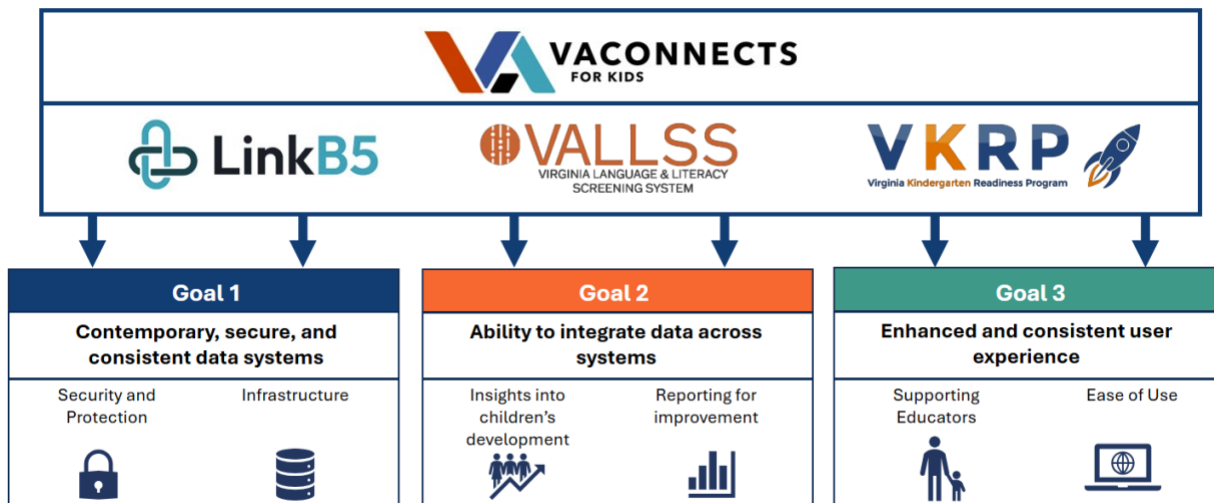 VACONNECTS
FOR KIDS
LinkB5
VALLSS
VIRGINIA LANGUAGE & LITERACY
SCREENING SYSTEM
VKRP
Virginia Kindergarten Readiness Program
Goal 1
Contemporary, secure, and
consistent data systems
Security and
Protection
Infrastructure
Goal 2
Ability to integrate data across
systems
Insights into
children's
development
Reporting for
improvement
Goal 3
Enhanced and consistent user
experience
Supporting
Educators
Ease of Use